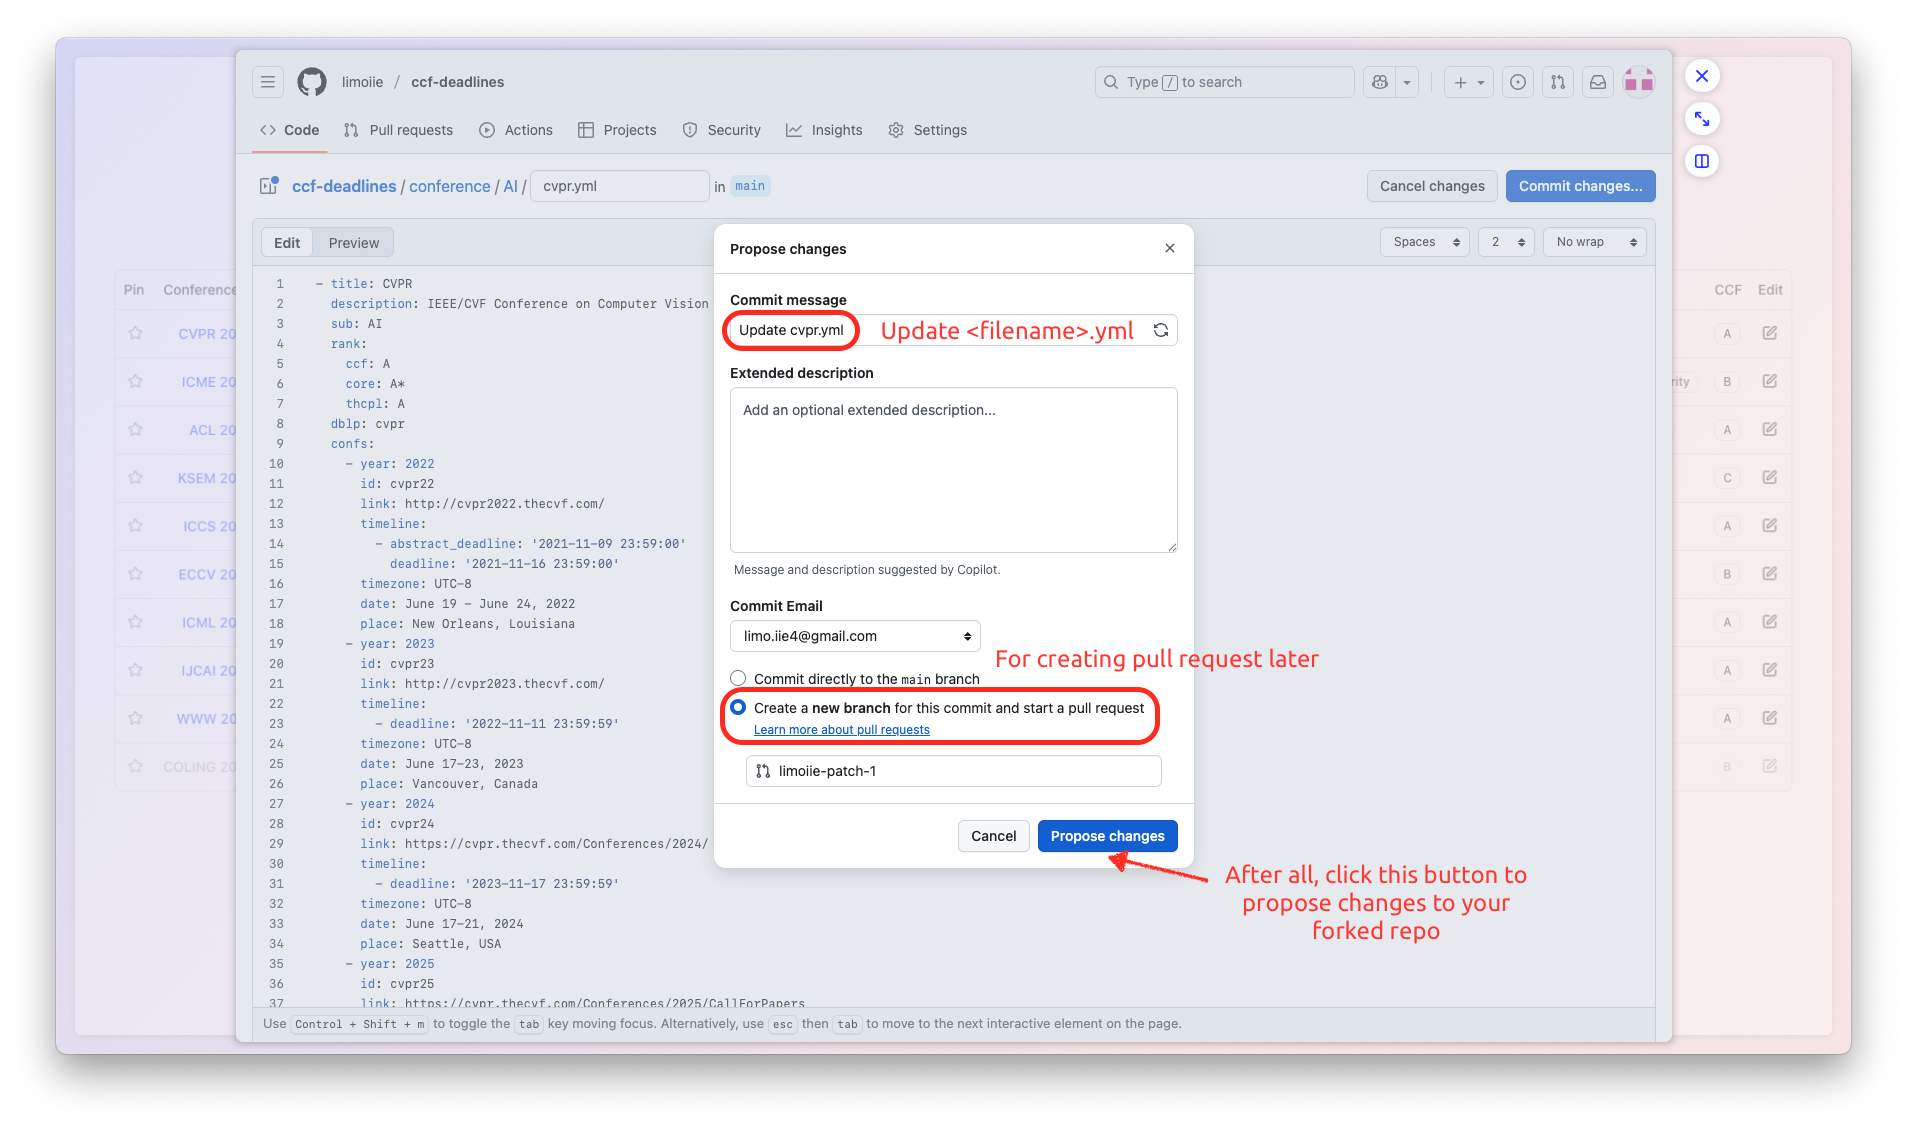 limoiie / ccf-deadlines
Type / to search
Code
Pull requests
Actions
Projects
Security
Insights
Settings
ccf-deadlines / conference / AI / cvpr.yml in main
Cancel changes
Commit changes...
Edit
Preview
Spaces
2
No wrap
1 - title: CVPR
2 description: IEEE/CVF Conference on Computer Vision
3 sub: AI
4 rank:
5 ccf: A
6 core: A*
7 thcpl: A
8 dblp: cvpr
9 confs:
10 - year: 2022
11 id: cvpr22
12 link: http://cvpr2022.thecvf.com/
13 timeline:
14 - abstract_deadline: '2021-11-09 23:59:00'
15 deadline: '2021-11-16 23:59:00'
16 timezone: UTC-8
17 date: June 19 - June 24, 2022
18 place: New Orleans, Louisiana
19 - year: 2023
20 id: cvpr23
21 link: http://cvpr2023.thecvf.com/
22 timeline:
23 - deadline: '2022-11-11 23:59:59'
24 timezone: UTC-8
25 date: June 17-23, 2023
26 place: Vancouver, Canada
27 - year: 2024
28 id: cvpr24
29 link: https://cvpr.thecvf.com/Conferences/2024/
30 timeline:
31 - deadline: '2023-11-17 23:59:59'
32 timezone: UTC-8
33 date: June 17-21, 2024
34 place: Seattle, USA
35 - year: 2025
36 id: cvpr25
37 link: https://cvpr.thecvf.com/Conferences/2025/CallForPapers
Use Control + Shift + m to toggle the tab key moving focus. Alternatively, use esc then tab to move to the next interactive element on the page.
Propose changes
Commit message
Update cvpr.yml
Update <filename>.yml
Extended description
Add an optional extended description...
Message and description suggested by Copilot.
Commit Email
limo.iie4@gmail.com
For creating pull request later
Commit directly to the main branch
Create a new branch for this commit and start a pull request
Learn more about pull requests
limoiie-patch-1
Cancel
Propose changes
After all, click this button to
propose changes to your
forked repo
Pin Conference
CVPR 20
ICME 20
ACL 20
KSEM 20
ICCS 20
ECCV 20
ICML 20
IJCAI 20
WWW 20
COLING 20
CCF Edit
A
rity B
A
C
A
B
A
A
A
B